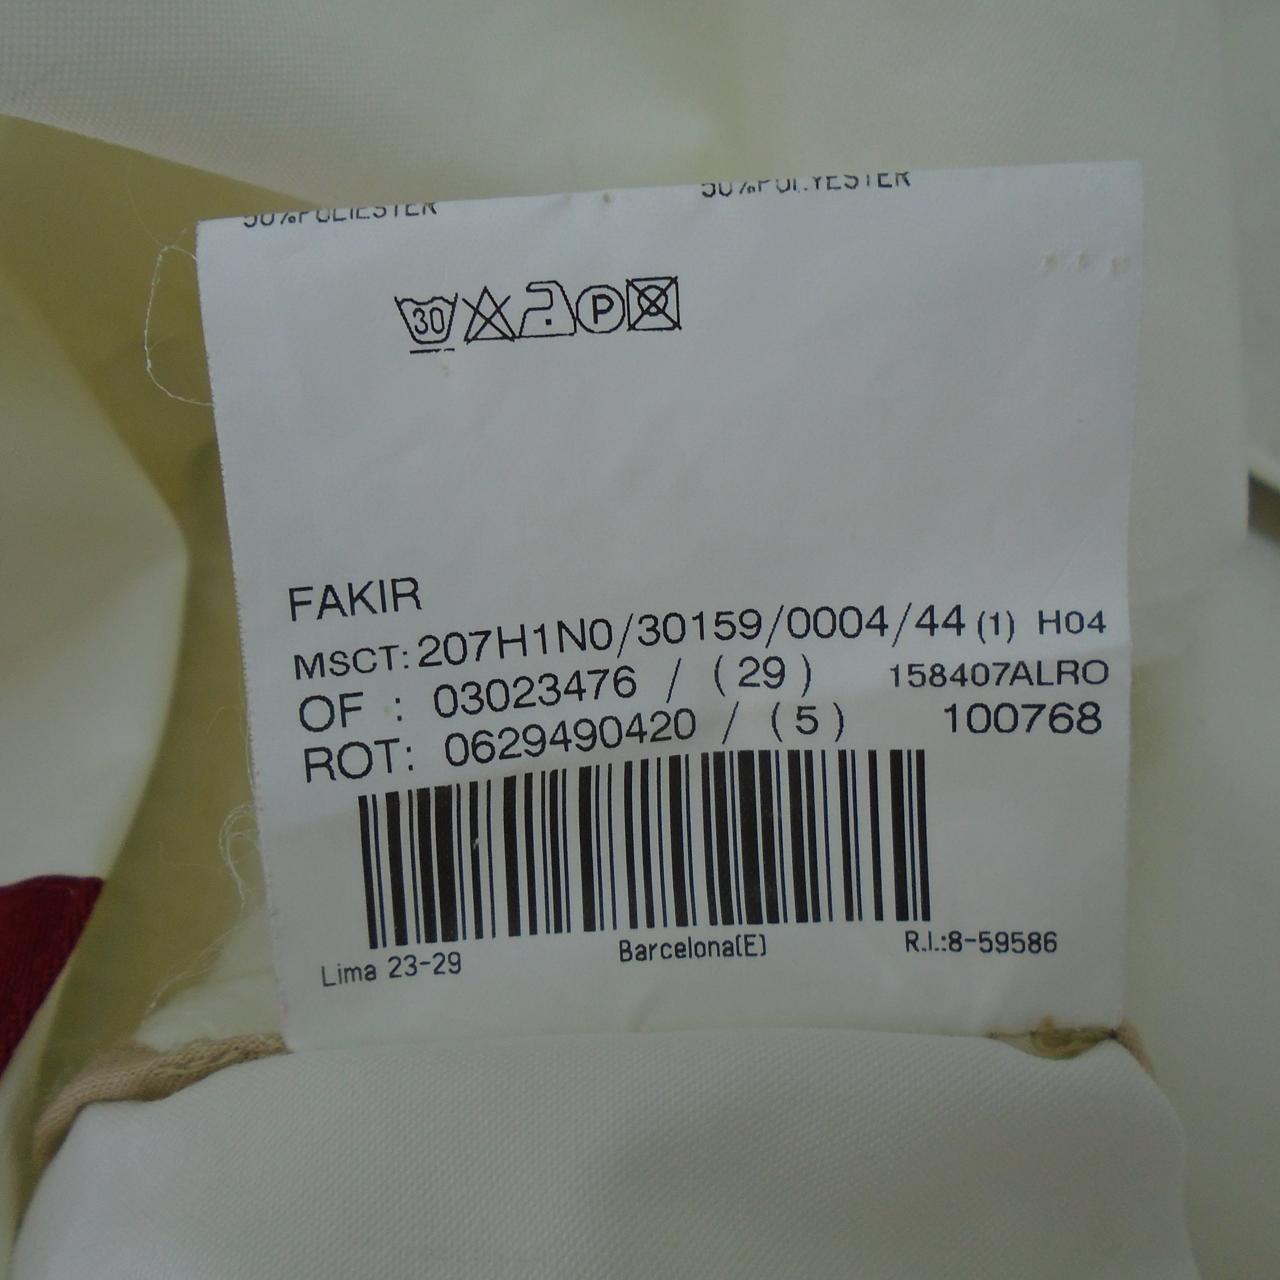 50%POLIESTER 50%POLYESTER
30 P
FAKIR
MSCT: 207H1N0/30159/0004/44 (1) H04
OF : 03023476 / ( 29 ) 158407ALRO
ROT: 0629490420 / ( 5 ) 100768
Lima 23-29 Barcelona(E) R.I.:8-59586